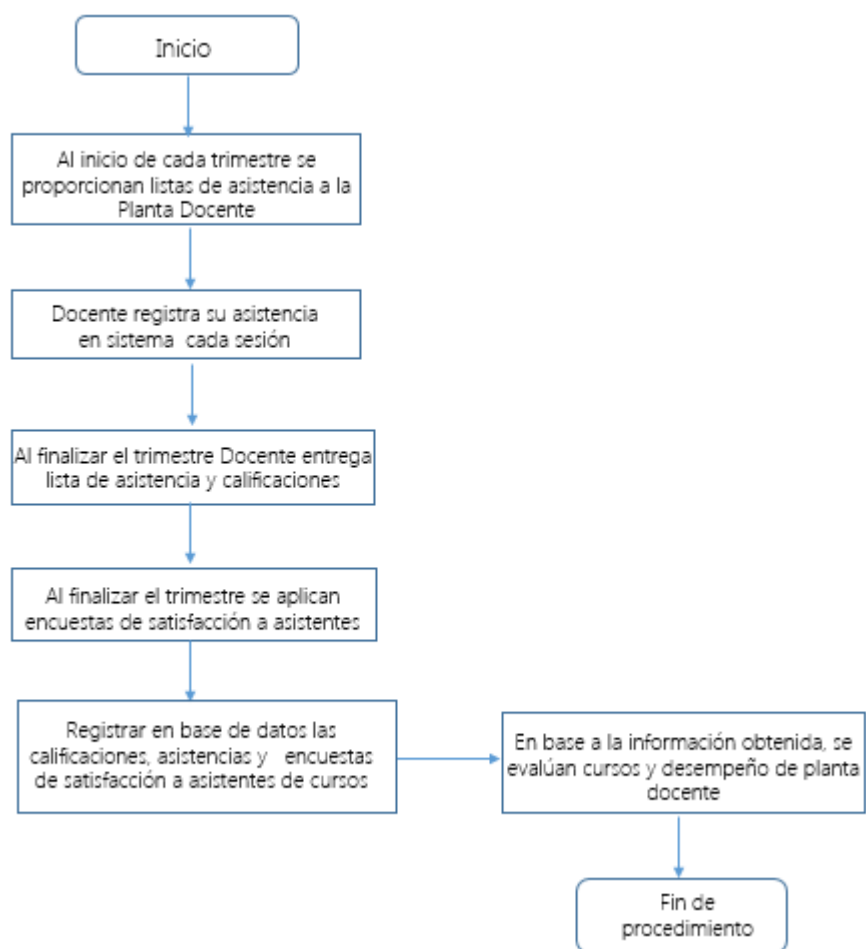 Inicio
Al inicio de cada trimestre se
proporcionan listas de asistencia a la
Planta Docente
Docente registra su asistencia
en sistema cada sesión
Al finalizar el trimestre Docente entrega
lista de asistencia y calificaciones
Al finalizar el trimestre se aplican
encuestas de satisfacción a asistentes
Registrar en base de datos las
calificaciones, asistencias y encuestas
de satisfacción a asistentes de cursos
En base a la información obtenida, se
evalúan cursos y desempeño de planta
docente
Fin de
procedimiento